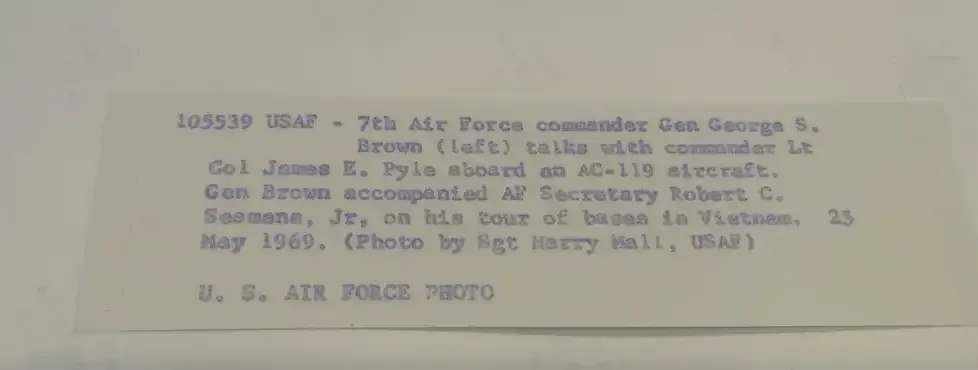 105539 USAF - 7th Air Force commander Gen George S.
Brown (left) talks with commander Lt
Col James E. Pyle aboard an AC-119 aircraft.
Gen Brown accompanied AF Secretary Robert C.
Seamans, Jr, on his tour of bases in Vietnam. 25
May 1969. (Photo by Sgt Harry Hall, USAF)
U. S. AIR FORCE PHOTO